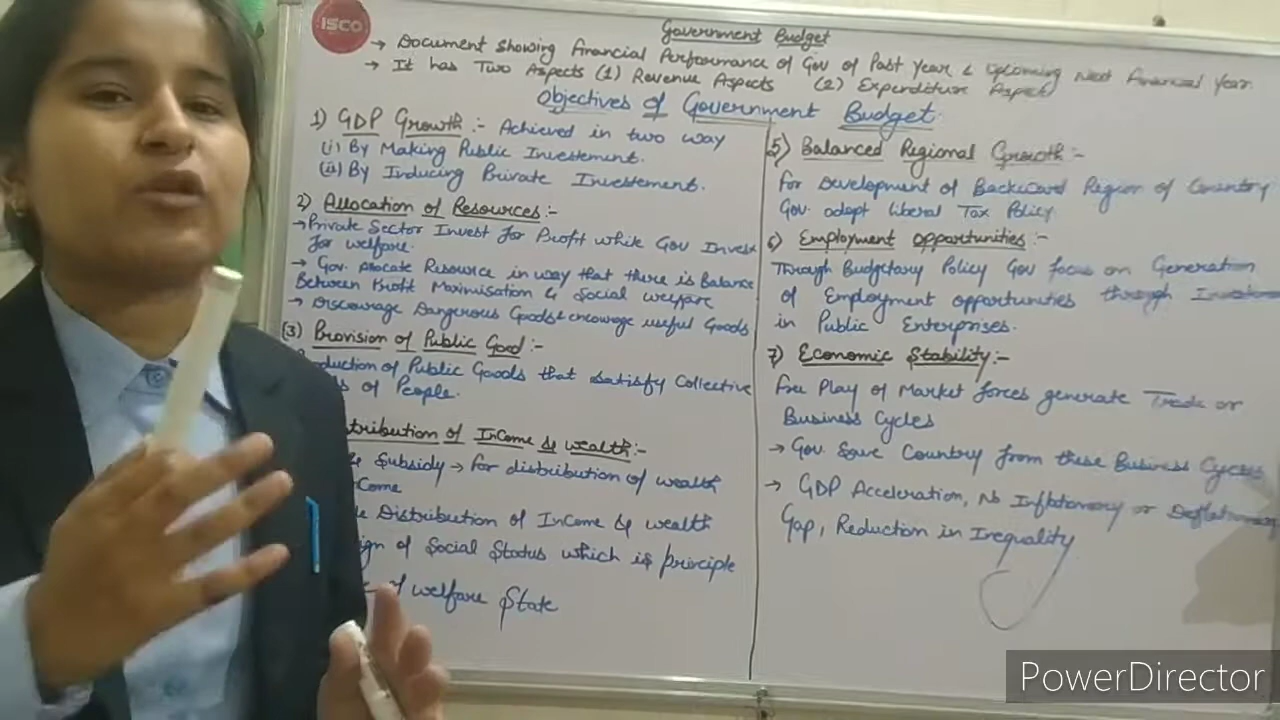 ISCO
Government Budget
→ Document showing Financial Performance of Gov of Past Year & Upcoming Next Financial Year
→ It has Two Aspects (1) Revenue Aspects (2) Expenditure Aspect
Objectives of Government Budget
1) GDP Growth :- Achieved in two way
(i) By Making Public Investement.
(ii) By Inducing Private Investement.
2) Allocation of Resources :-
→ Private Sector Invest for Profit while Gov Invest
for welfare.
→ Gov. Allocate Resource in way that there is Balance
Between Profit Maximisation & Social welfare
→ Discourage Dangerous Goods & encourage useful Goods
(3) Provision of Public Good :-
oduction of Public Goods that satisfy Collective
of People.
tribution of Income & wealth :-
& Subsidy → for distribution of wealth
come
Distribution of Income & wealth
ign of Social Status which is principle
of welfare State
5) Balanced Regional Growth :-
for Development of Backward Region of Country
Gov. adopt liberal Tax Policy.
6) Employment opportunities :-
Through Budgetary Policy Gov focus on Generation
of Employment opportunities through
in Public Enterprises.
7) Economic Stability :-
Free Play of Market forces generate Trade or
Business Cycles
→ Gov. Save Country from these Business Cycles
→ GDP Acceleration, No Inflationary or Deflationary
Gap, Reduction in Inequality
PowerDirector